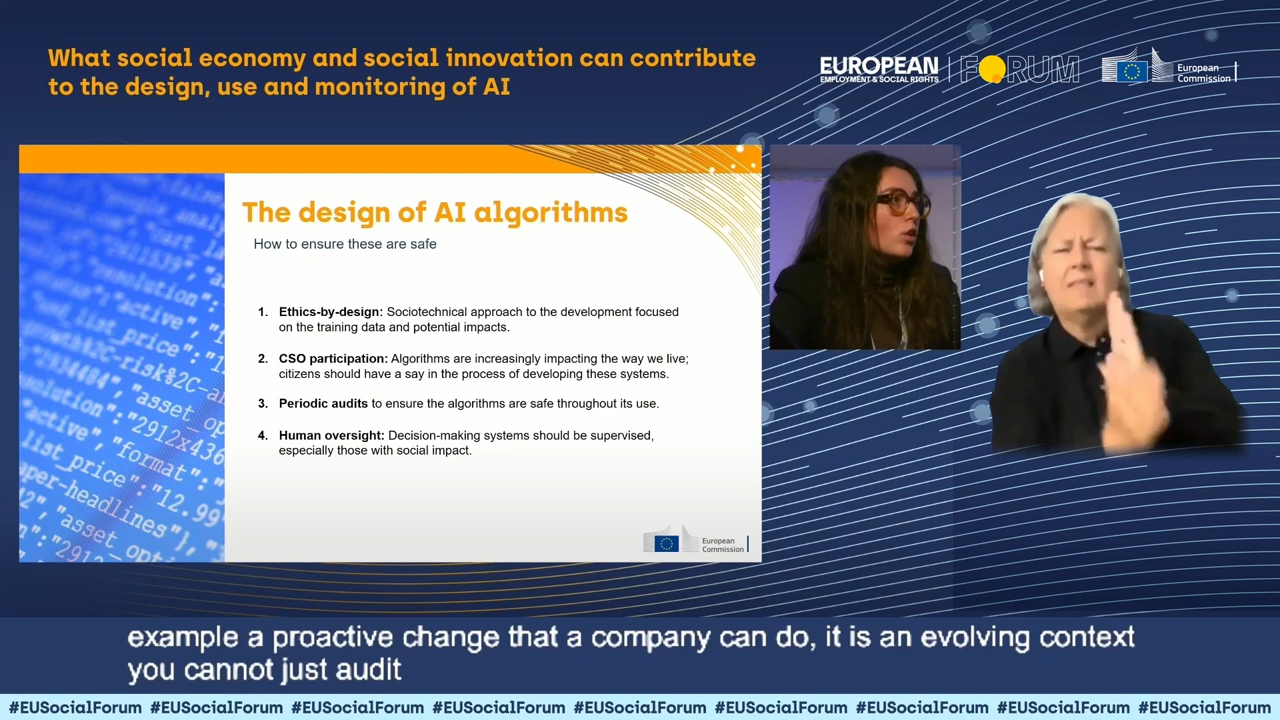 What social economy and social innovation can contribute
to the design, use and monitoring of AI
EUROPEAN
EMPLOYMENT & SOCIAL RIGHTS
FORUM
European
Commission
The design of AI algorithms
How to ensure these are safe
1. Ethics-by-design: Sociotechnical approach to the development focused
on the training data and potential impacts.
2. CSO participation: Algorithms are increasingly impacting the way we live;
citizens should have a say in the process of developing these systems.
3. Periodic audits to ensure the algorithms are safe throughout its use.
4. Human oversight: Decision-making systems should be supervised,
especially those with social impact.
European
Commission
example a proactive change that a company can do, it is an evolving context
you cannot just audit
#EUSocialForum #EUSocialForum #EUSocialForum #EUSocialForum #EUSocialForum #EUSocialForum #EUSocialForum #EUSocialForum #EUSocialForum